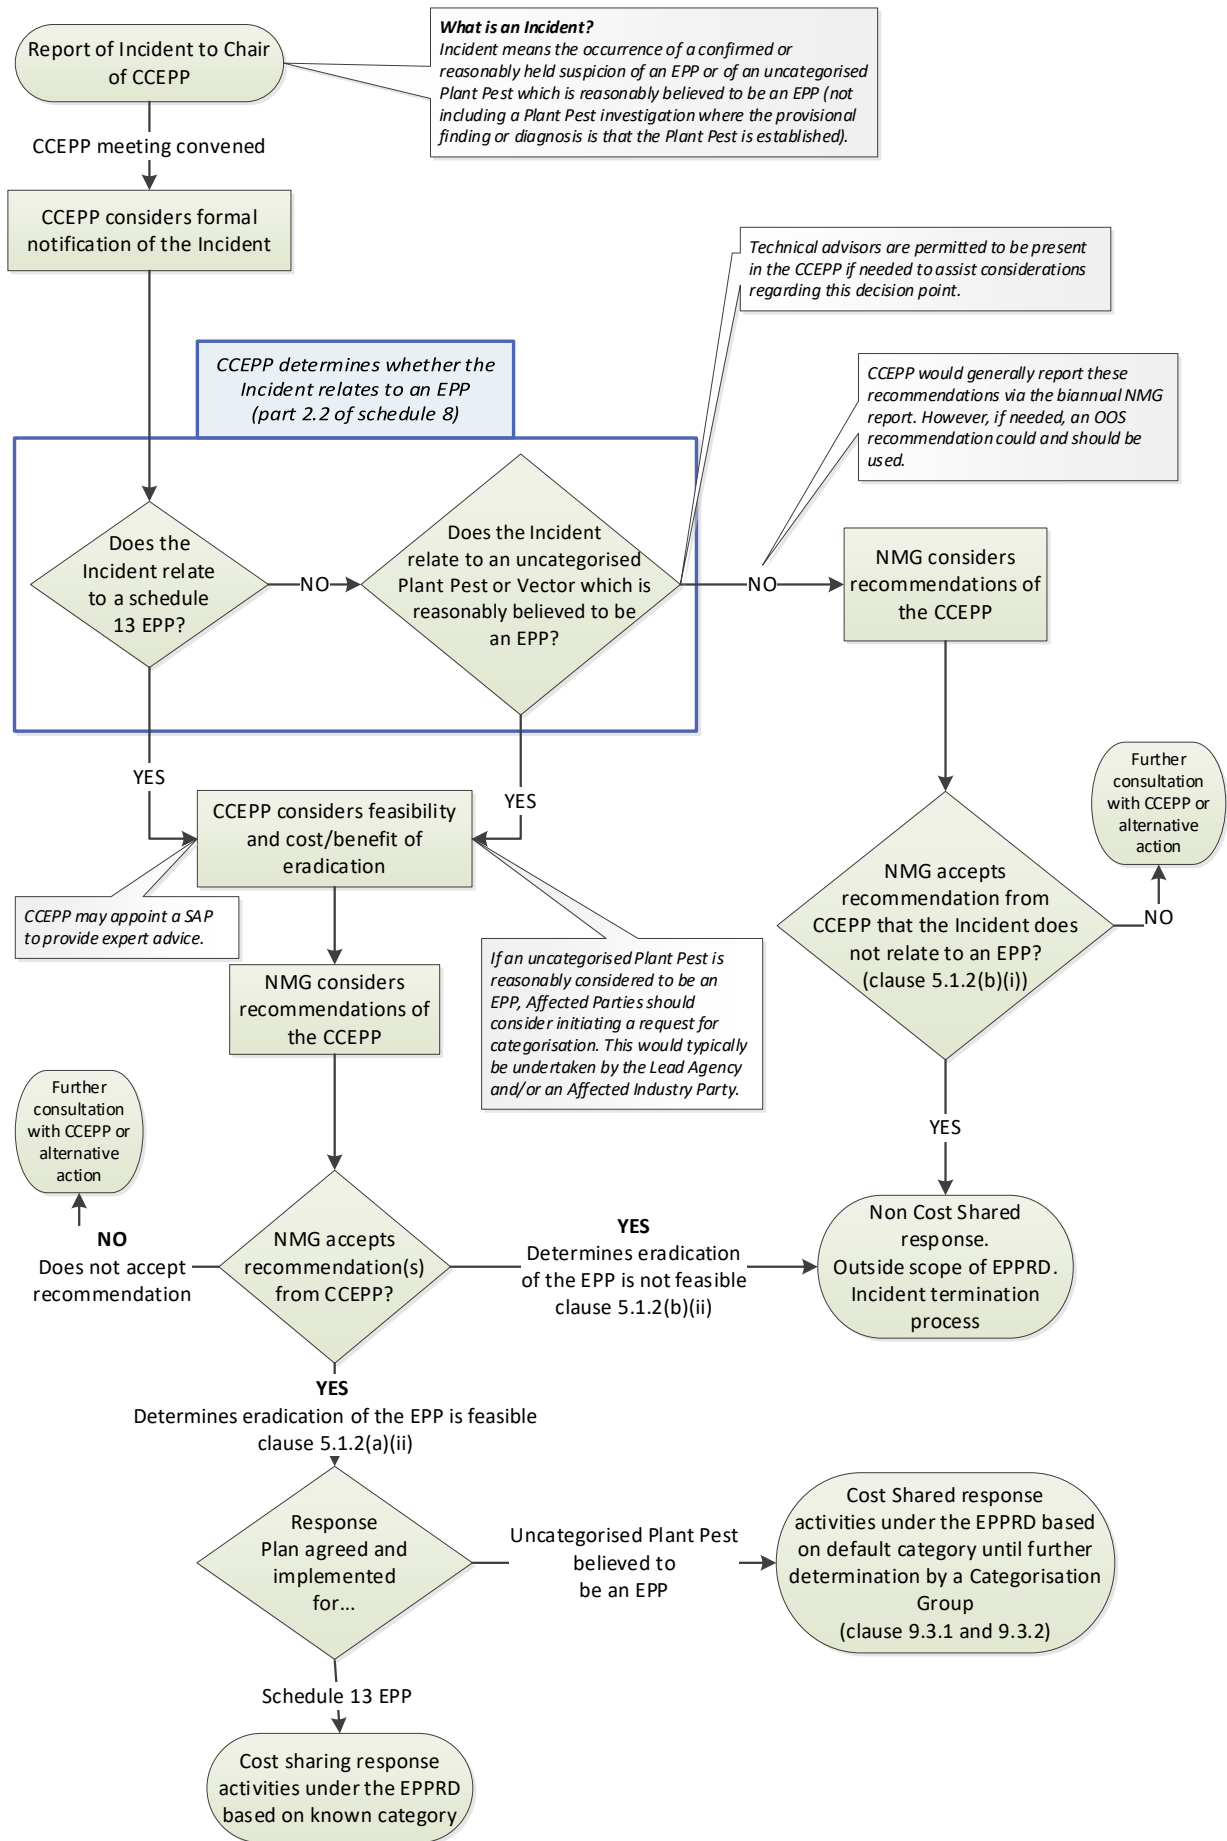 Report of Incident to Chair
of CCEPP
What is an Incident?
Incident means the occurrence of a confirmed or
reasonably held suspicion of an EPP or of an uncategorised
Plant Pest which is reasonably believed to be an EPP (not
including a Plant Pest investigation where the provisional
finding or diagnosis is that the Plant Pest is established).
CCEPP meeting convened
CCEPP considers formal
notification of the Incident
Technical advisors are permitted to be present
in the CCEPP if needed to assist considerations
regarding this decision point.
CCEPP determines whether the
Incident relates to an EPP
(part 2.2 of schedule 8)
CCEPP would generally report these
recommendations via the biannual NMG
report. However, if needed, an OOS
recommendation could and should be
used.
Does the
Incident relate
to a schedule
13 EPP?
NO
Does the Incident
relate to an uncategorised
Plant Pest or Vector which is
reasonably believed to be
an EPP?
NO
NMG considers
recommendations of
the CCEPP
YES
YES
CCEPP considers feasibility
and cost/benefit of
eradication
CCEPP may appoint a SAP
to provide expert advice.
If an uncategorised Plant Pest is
reasonably considered to be an
EPP, Affected Parties should
consider initiating a request for
categorisation. This would typically
be undertaken by the Lead Agency
and/or an Affected Industry Party.
NMG accepts
recommendation from
CCEPP that the Incident does
not relate to an EPP?
(clause 5.1.2(b)(i))
NO
Further
consultation
with CCEPP or
alternative
action
YES
NMG considers
recommendations of
the CCEPP
Further
consultation
with CCEPP or
alternative
action
NO
Does not accept
recommendation
NMG accepts
recommendation(s)
from CCEPP?
YES
Determines eradication
of the EPP is not feasible
clause 5.1.2(b)(ii)
Non Cost Shared
response.
Outside scope of EPPRD.
Incident termination
process
YES
Determines eradication of the EPP is feasible
clause 5.1.2(a)(ii)
Response
Plan agreed and
implemented
for...
Uncategorised Plant Pest
believed to
be an EPP
Cost Shared response
activities under the EPPRD based
on default category until further
determination by a Categorisation
Group
(clause 9.3.1 and 9.3.2)
Schedule 13 EPP
Cost sharing response
activities under the EPPRD
based on known category